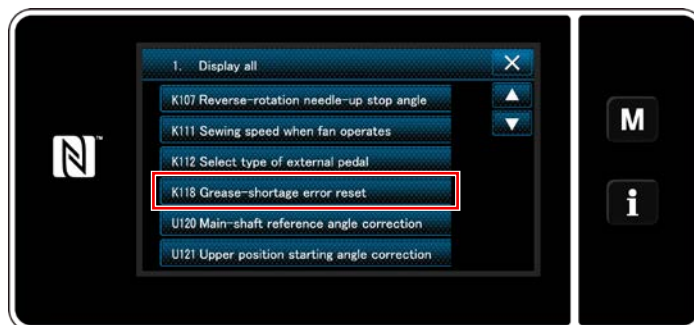 1. Display all
K107 Reverse-rotation needle-up stop angle
K111 Sewing speed when fan operates
K112 Select type of external pedal
K118 Grease-shortage error reset
U120 Main-shaft reference angle correction
U121 Upper position starting angle correction
M
i